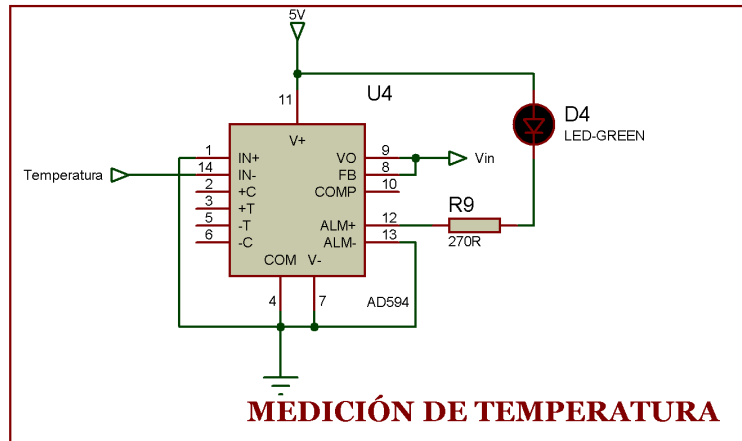 5V
11
U4
V+
D4
LED-GREEN
1 IN+ VO 9
Vin
14 IN- FB 8
Temperatura
2 +C COMP 10
3 +T
R9
5 -T ALM+ 12
6 -C ALM- 13
270R
COM V-
4 7 AD594
MEDICIÓN DE TEMPERATURA